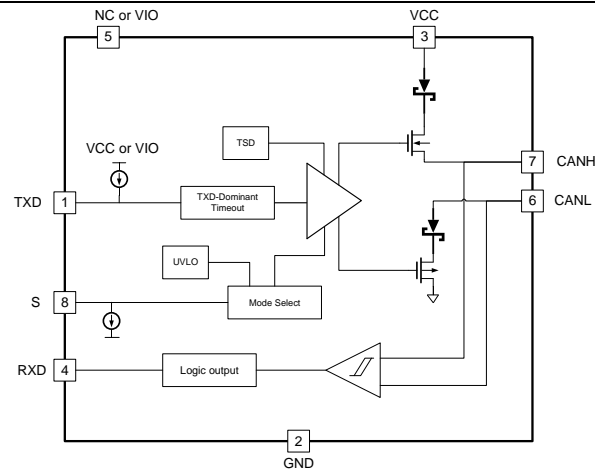 NC or VIO
5
VCC
3
TSD
VCC or VIO
7
CANH
TXD
1
TXD-Dominant
Timeout
6
CANL
UVLO
S
8
Mode Select
RXD
4
Logic output
2
GND